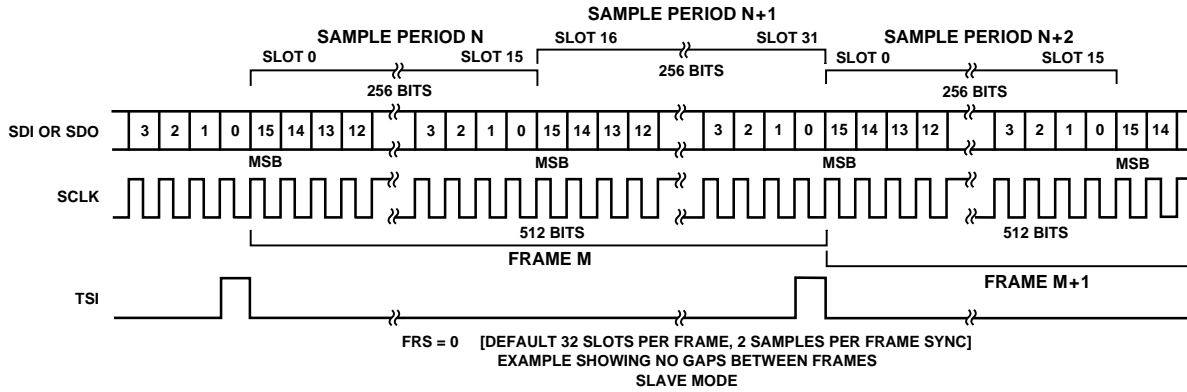 SAMPLE PERIOD N+1
SLOT 16 SLOT 31
SAMPLE PERIOD N SAMPLE PERIOD N+2
SLOT 0 SLOT 15 256 BITS SLOT 0 SLOT 15
256 BITS 256 BITS
SDI OR SDO 3 2 1 0 15 14 13 12 3 2 1 0 15 14 13 12 3 2 1 0 15 14 13 12 3 2 1 0 15 14
MSB MSB MSB MSB
SCLK
512 BITS 512 BITS
FRAME M
FRAME M+1
TSI
FRS = 0 [DEFAULT 32 SLOTS PER FRAME, 2 SAMPLES PER FRAME SYNC]
EXAMPLE SHOWING NO GAPS BETWEEN FRAMES
SLAVE MODE